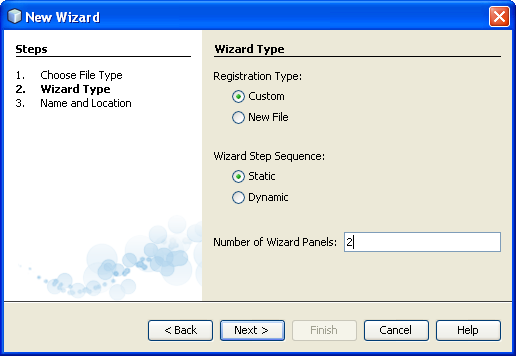 New Wizard
Steps
1. Choose File Type
2. Wizard Type
3. Name and Location
Wizard Type
Registration Type:
Custom
New File
Wizard Step Sequence:
Static
Dynamic
Number of Wizard Panels: 2
< Back Next > Finish Cancel Help